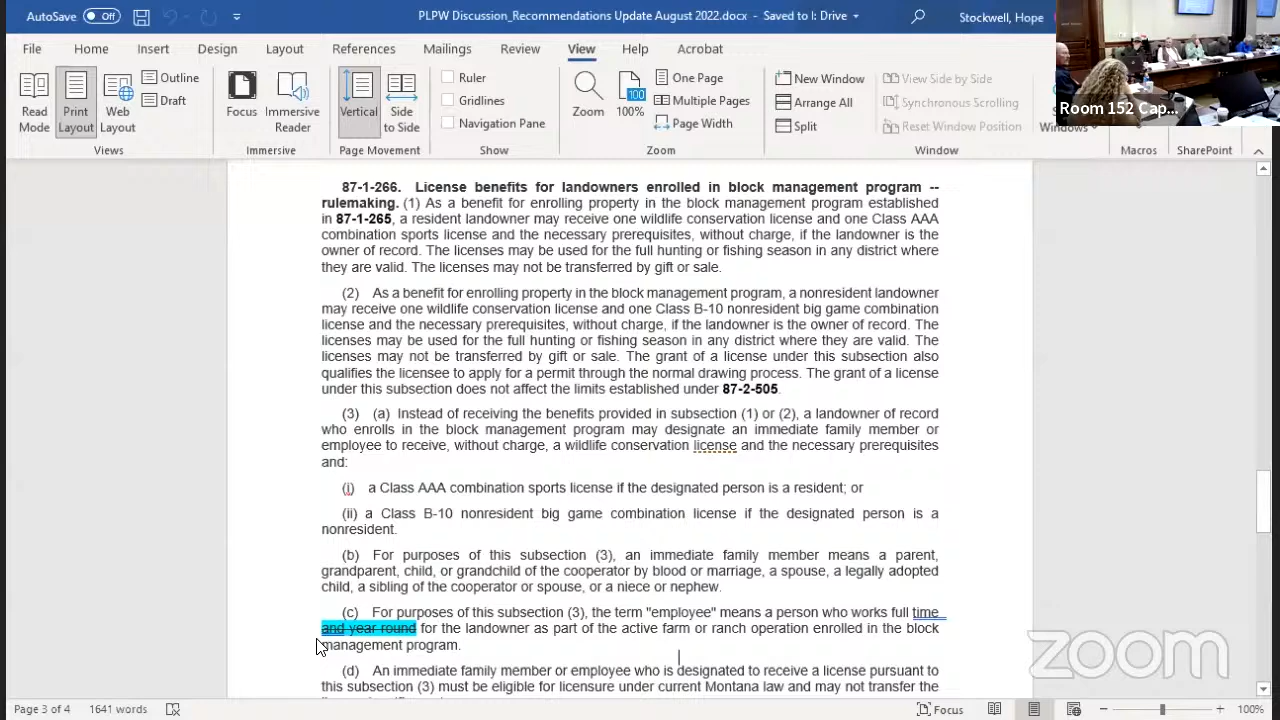 AutoSave Off PLPW Discussion_Recommendations Update August 2022.docx - Saved to I: Drive Stockwell, Hope
File Home Insert Design Layout References Mailings Review View Help Acrobat
Read Mode
Print Layout
Web Layout
Outline
Draft
Views
Focus
Immersive Reader
Immersive
Vertical
Side to Side
Page Movement
Ruler
Gridlines
Navigation Pane
Show
Zoom
100
100%
One Page
Multiple Pages
Page Width
Zoom
New Window
Arrange All
Split
View Side by Side
Synchronous Scrolling
Reset Window Position
Window
Windows
Macros
SharePoint
Room 152 Cap...
87-1-266. License benefits for landowners enrolled in block management program --
rulemaking. (1) As a benefit for enrolling property in the block management program established
in 87-1-265, a resident landowner may receive one wildlife conservation license and one Class AAA
combination sports license and the necessary prerequisites, without charge, if the landowner is the
owner of record. The licenses may be used for the full hunting or fishing season in any district where
they are valid. The licenses may not be transferred by gift or sale.
(2) As a benefit for enrolling property in the block management program, a nonresident landowner
may receive one wildlife conservation license and one Class B-10 nonresident big game combination
license and the necessary prerequisites, without charge, if the landowner is the owner of record. The
licenses may be used for the full hunting or fishing season in any district where they are valid. The
licenses may not be transferred by gift or sale. The grant of a license under this subsection also
qualifies the licensee to apply for a permit through the normal drawing process. The grant of a license
under this subsection does not affect the limits established under 87-2-505.
(3) (a) Instead of receiving the benefits provided in subsection (1) or (2), a landowner of record
who enrolls in the block management program may designate an immediate family member or
employee to receive, without charge, a wildlife conservation license and the necessary prerequisites
and:
(i) a Class AAA combination sports license if the designated person is a resident; or
(ii) a Class B-10 nonresident big game combination license if the designated person is a
nonresident.
(b) For purposes of this subsection (3), an immediate family member means a parent,
grandparent, child, or grandchild of the cooperator by blood or marriage, a spouse, a legally adopted
child, a sibling of the cooperator or spouse, or a niece or nephew.
(c) For purposes of this subsection (3), the term "employee" means a person who works full time
and year round for the landowner as part of the active farm or ranch operation enrolled in the block
management program.
(d) An immediate family member or employee who is designated to receive a license pursuant to
this subsection (3) must be eligible for licensure under current Montana law and may not transfer the
zoom
Page 3 of 4 1641 words Focus 100%